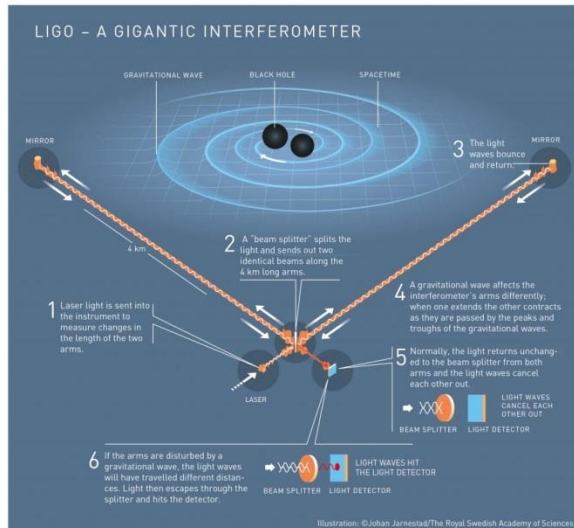 LIGO – A GIGANTIC INTERFEROMETER
GRAVITATIONAL WAVE
BLACK HOLE
SPACETIME
MIRROR
MIRROR
3 The light
waves bounce
and return.
4 km
2 A "beam splitter" splits the
light and sends out two
identical beams along the
4 km long arms.
1 Laser light is sent into
the instrument to
measure changes in
the length of the two
arms.
4 A gravitational wave affects the
interferometer's arms differently;
when one extends the other contracts
as they are passed by the peaks and
troughs of the gravitational waves.
LASER
5 Normally, the light returns unchang-
ed to the beam splitter from both
arms and the light waves cancel
each other out.
LIGHT WAVES
CANCEL EACH
OTHER OUT
BEAM SPLITTER
LIGHT DETECTOR
6 If the arms are disturbed by a
gravitational wave, the light waves
will have travelled different distan-
ces. Light then escapes through the
splitter and hits the detector.
LIGHT WAVES HIT
THE LIGHT DETECTOR
BEAM SPLITTER
LIGHT DETECTOR
Illustration: ©Johan Jarnestad/The Royal Swedish Academy of Sciences